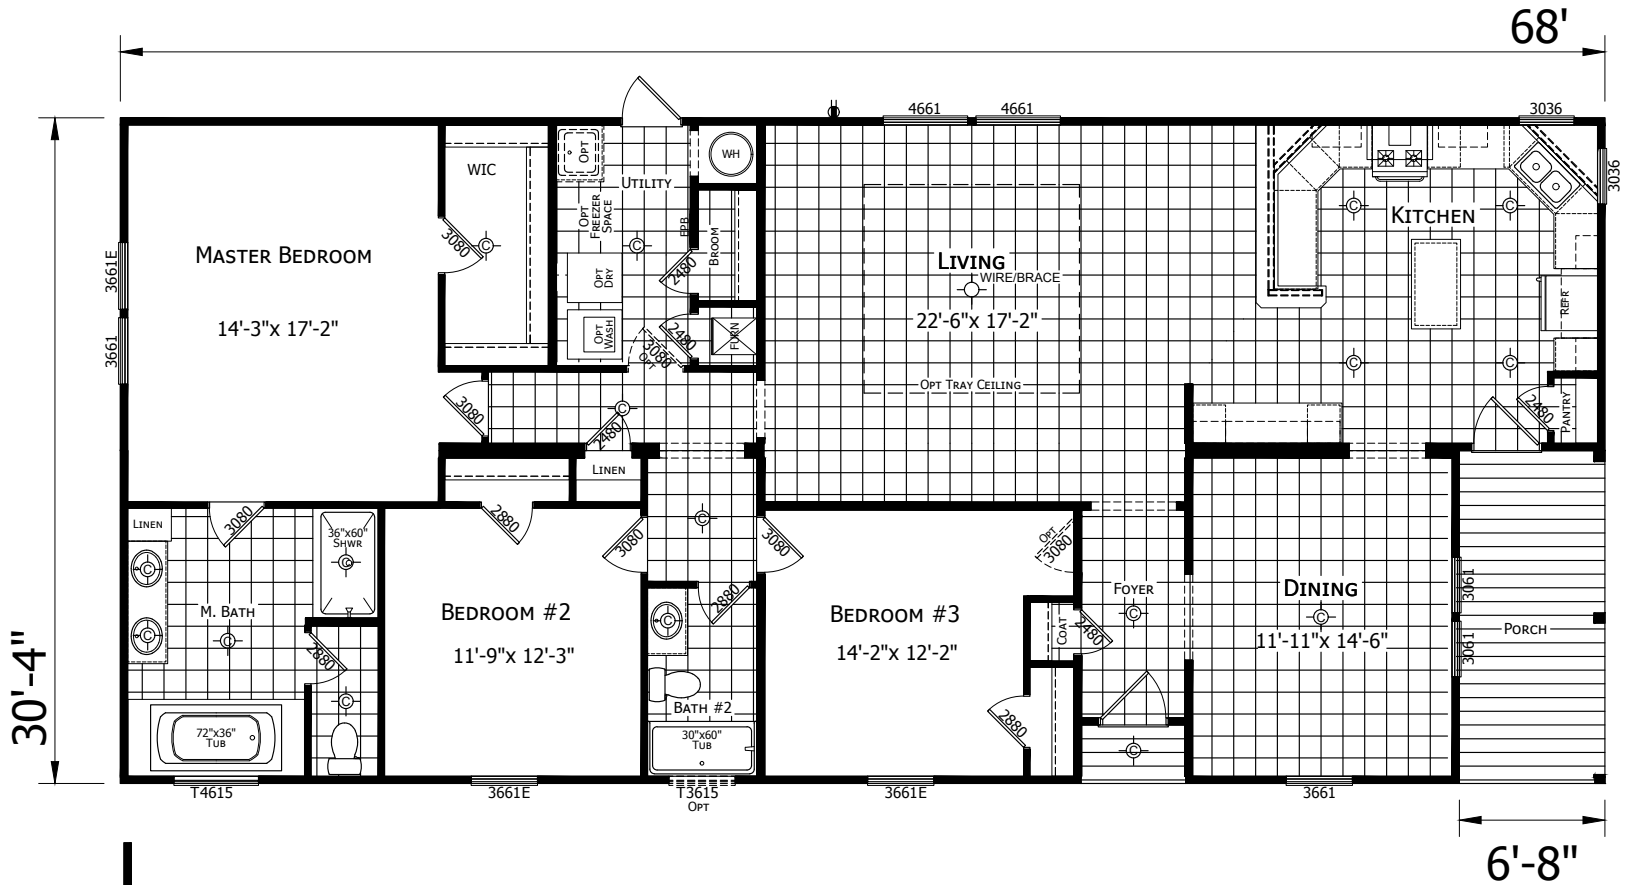 68'
4661
4661
3036
3036
WIC
OPT
UTILITY
WH
OPT
FREEZER
SPACE
FPB
BROOM
3080
2480
KITCHEN
MASTER BEDROOM
LIVING
WIRE/BRACE
3661E
14'-3"x 17'-2"
OPT
DRY
22'-6"x 17'-2"
REFR
3661
OPT
WASH
2480
FURN
3080
OPT
OPT TRAY CEILING
3080
2480
2480
PANTRY
LINEN
LINEN
3080
36"x60"
SHWR
2880
3080
3080
OPT
3080
M. BATH
BEDROOM #2
2880
BEDROOM #3
FOYER
DINING
3061
11'-9"x 12'-3"
14'-2"x 12'-2"
COAT
2480
11'-11"x 14'-6"
3061
PORCH
2880
30'-4"
BATH #2
2880
72"x36"
TUB
30"x60"
TUB
T4615
3661E
T3615
OPT
3661E
3661
6'-8"